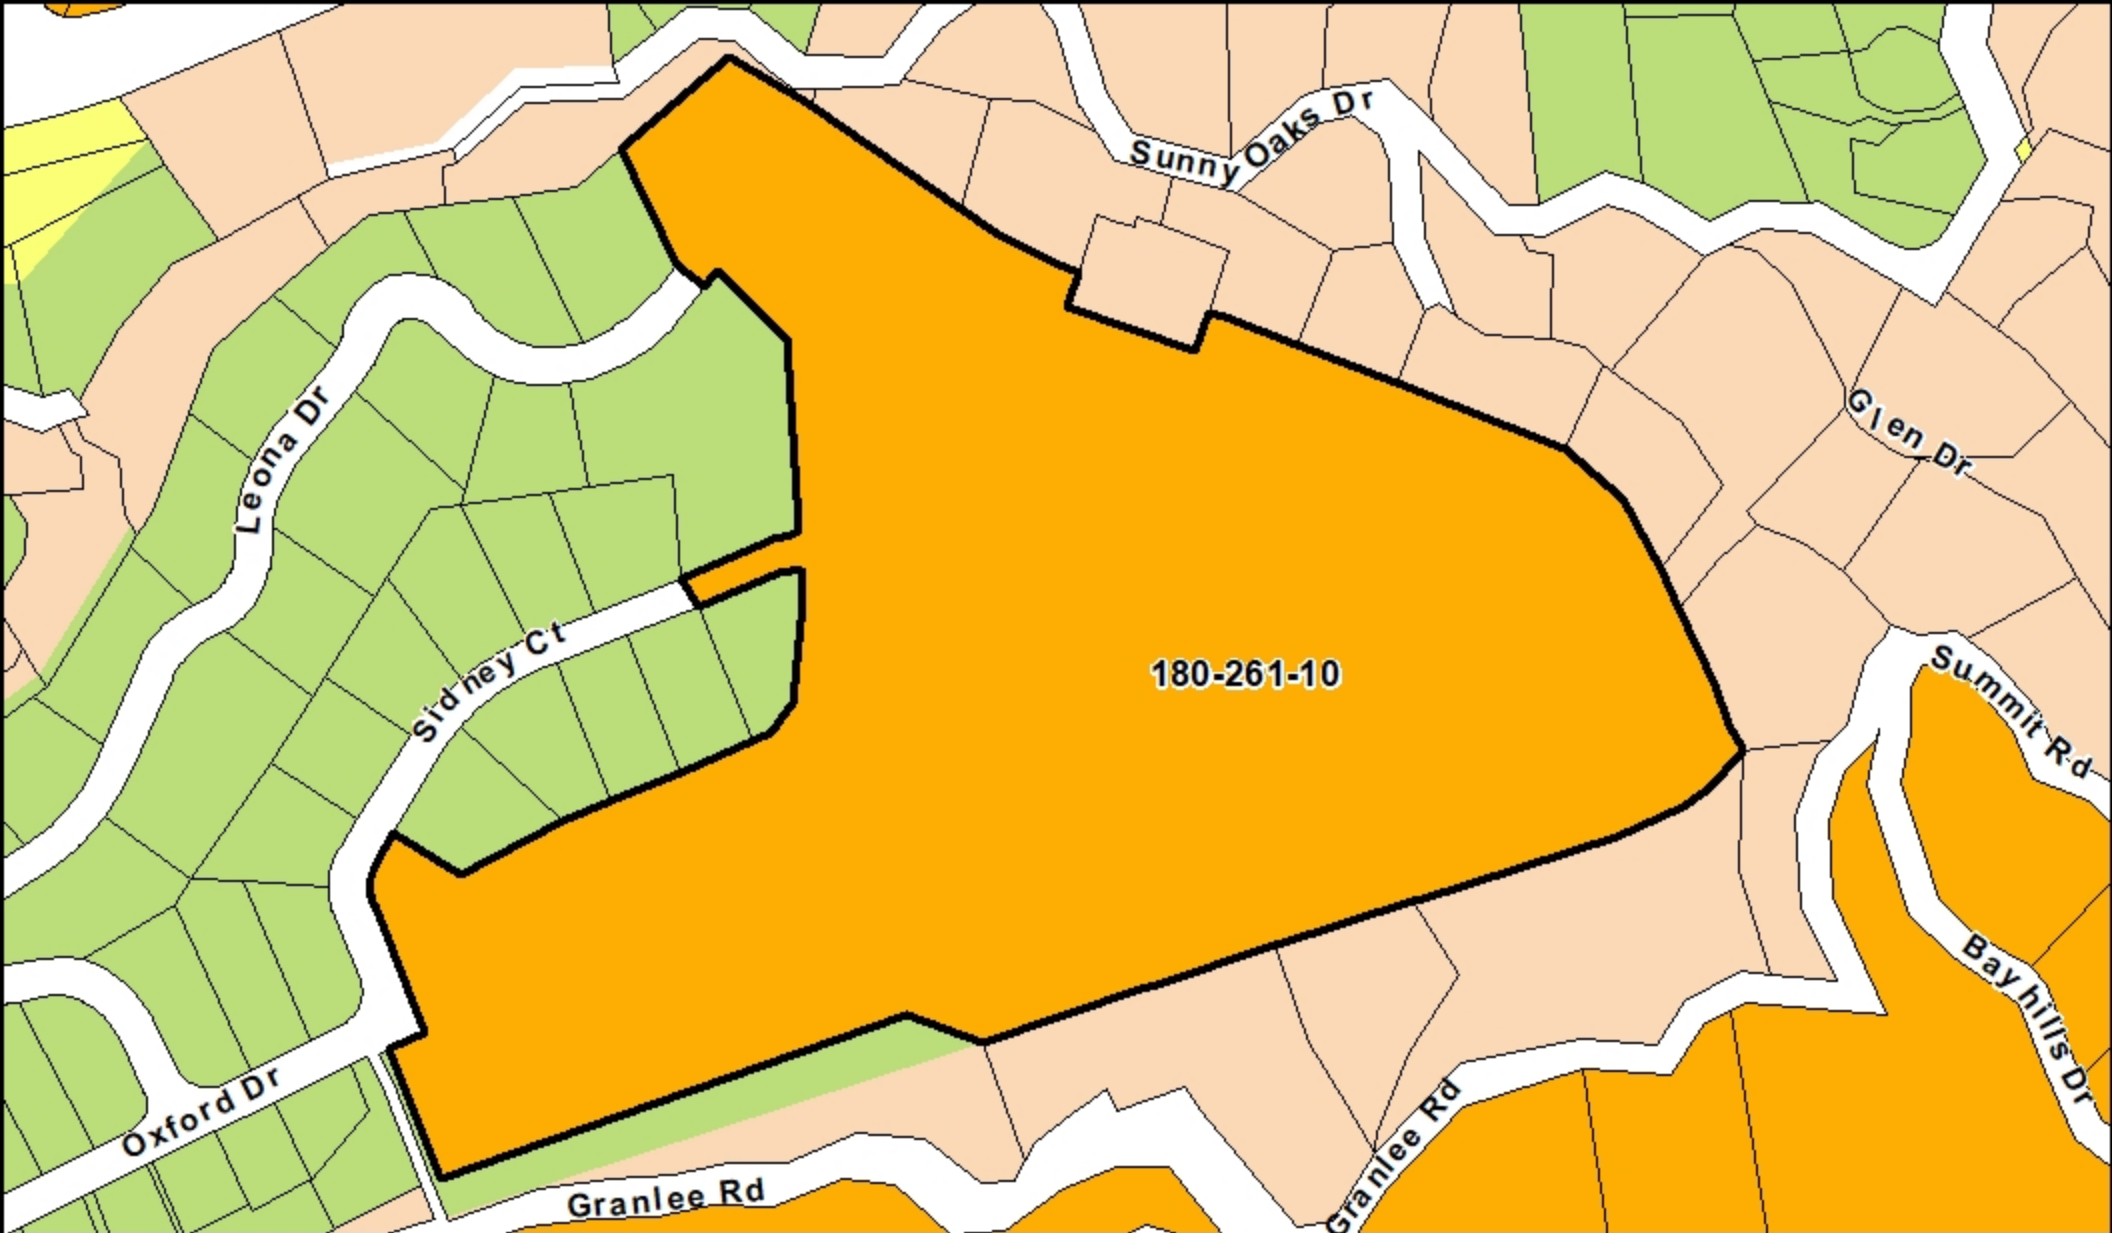 Sunny Oaks Dr
Glen Dr
Leona Dr
Sidney Ct
180-261-10
Summit Rd
Bayhills Dr
Oxford Dr
Granlee Rd
Granlee Rd